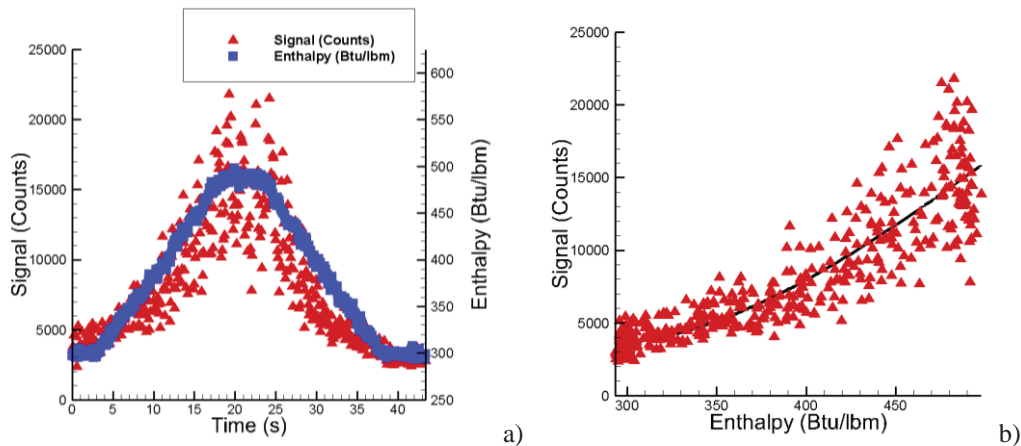 Signal (Counts)
Enthalpy (Btu/lbm)
25000
20000
15000
10000
5000
0
Signal (Counts)
600
550
500
450
400
350
300
250
Enthalpy (Btu/lbm)
0 5 10 15 20 25 30 35 40
Time (s)
a)
25000
20000
15000
10000
5000
0
Signal (Counts)
300 350 400 450
Enthalpy (Btu/lbm)
b)